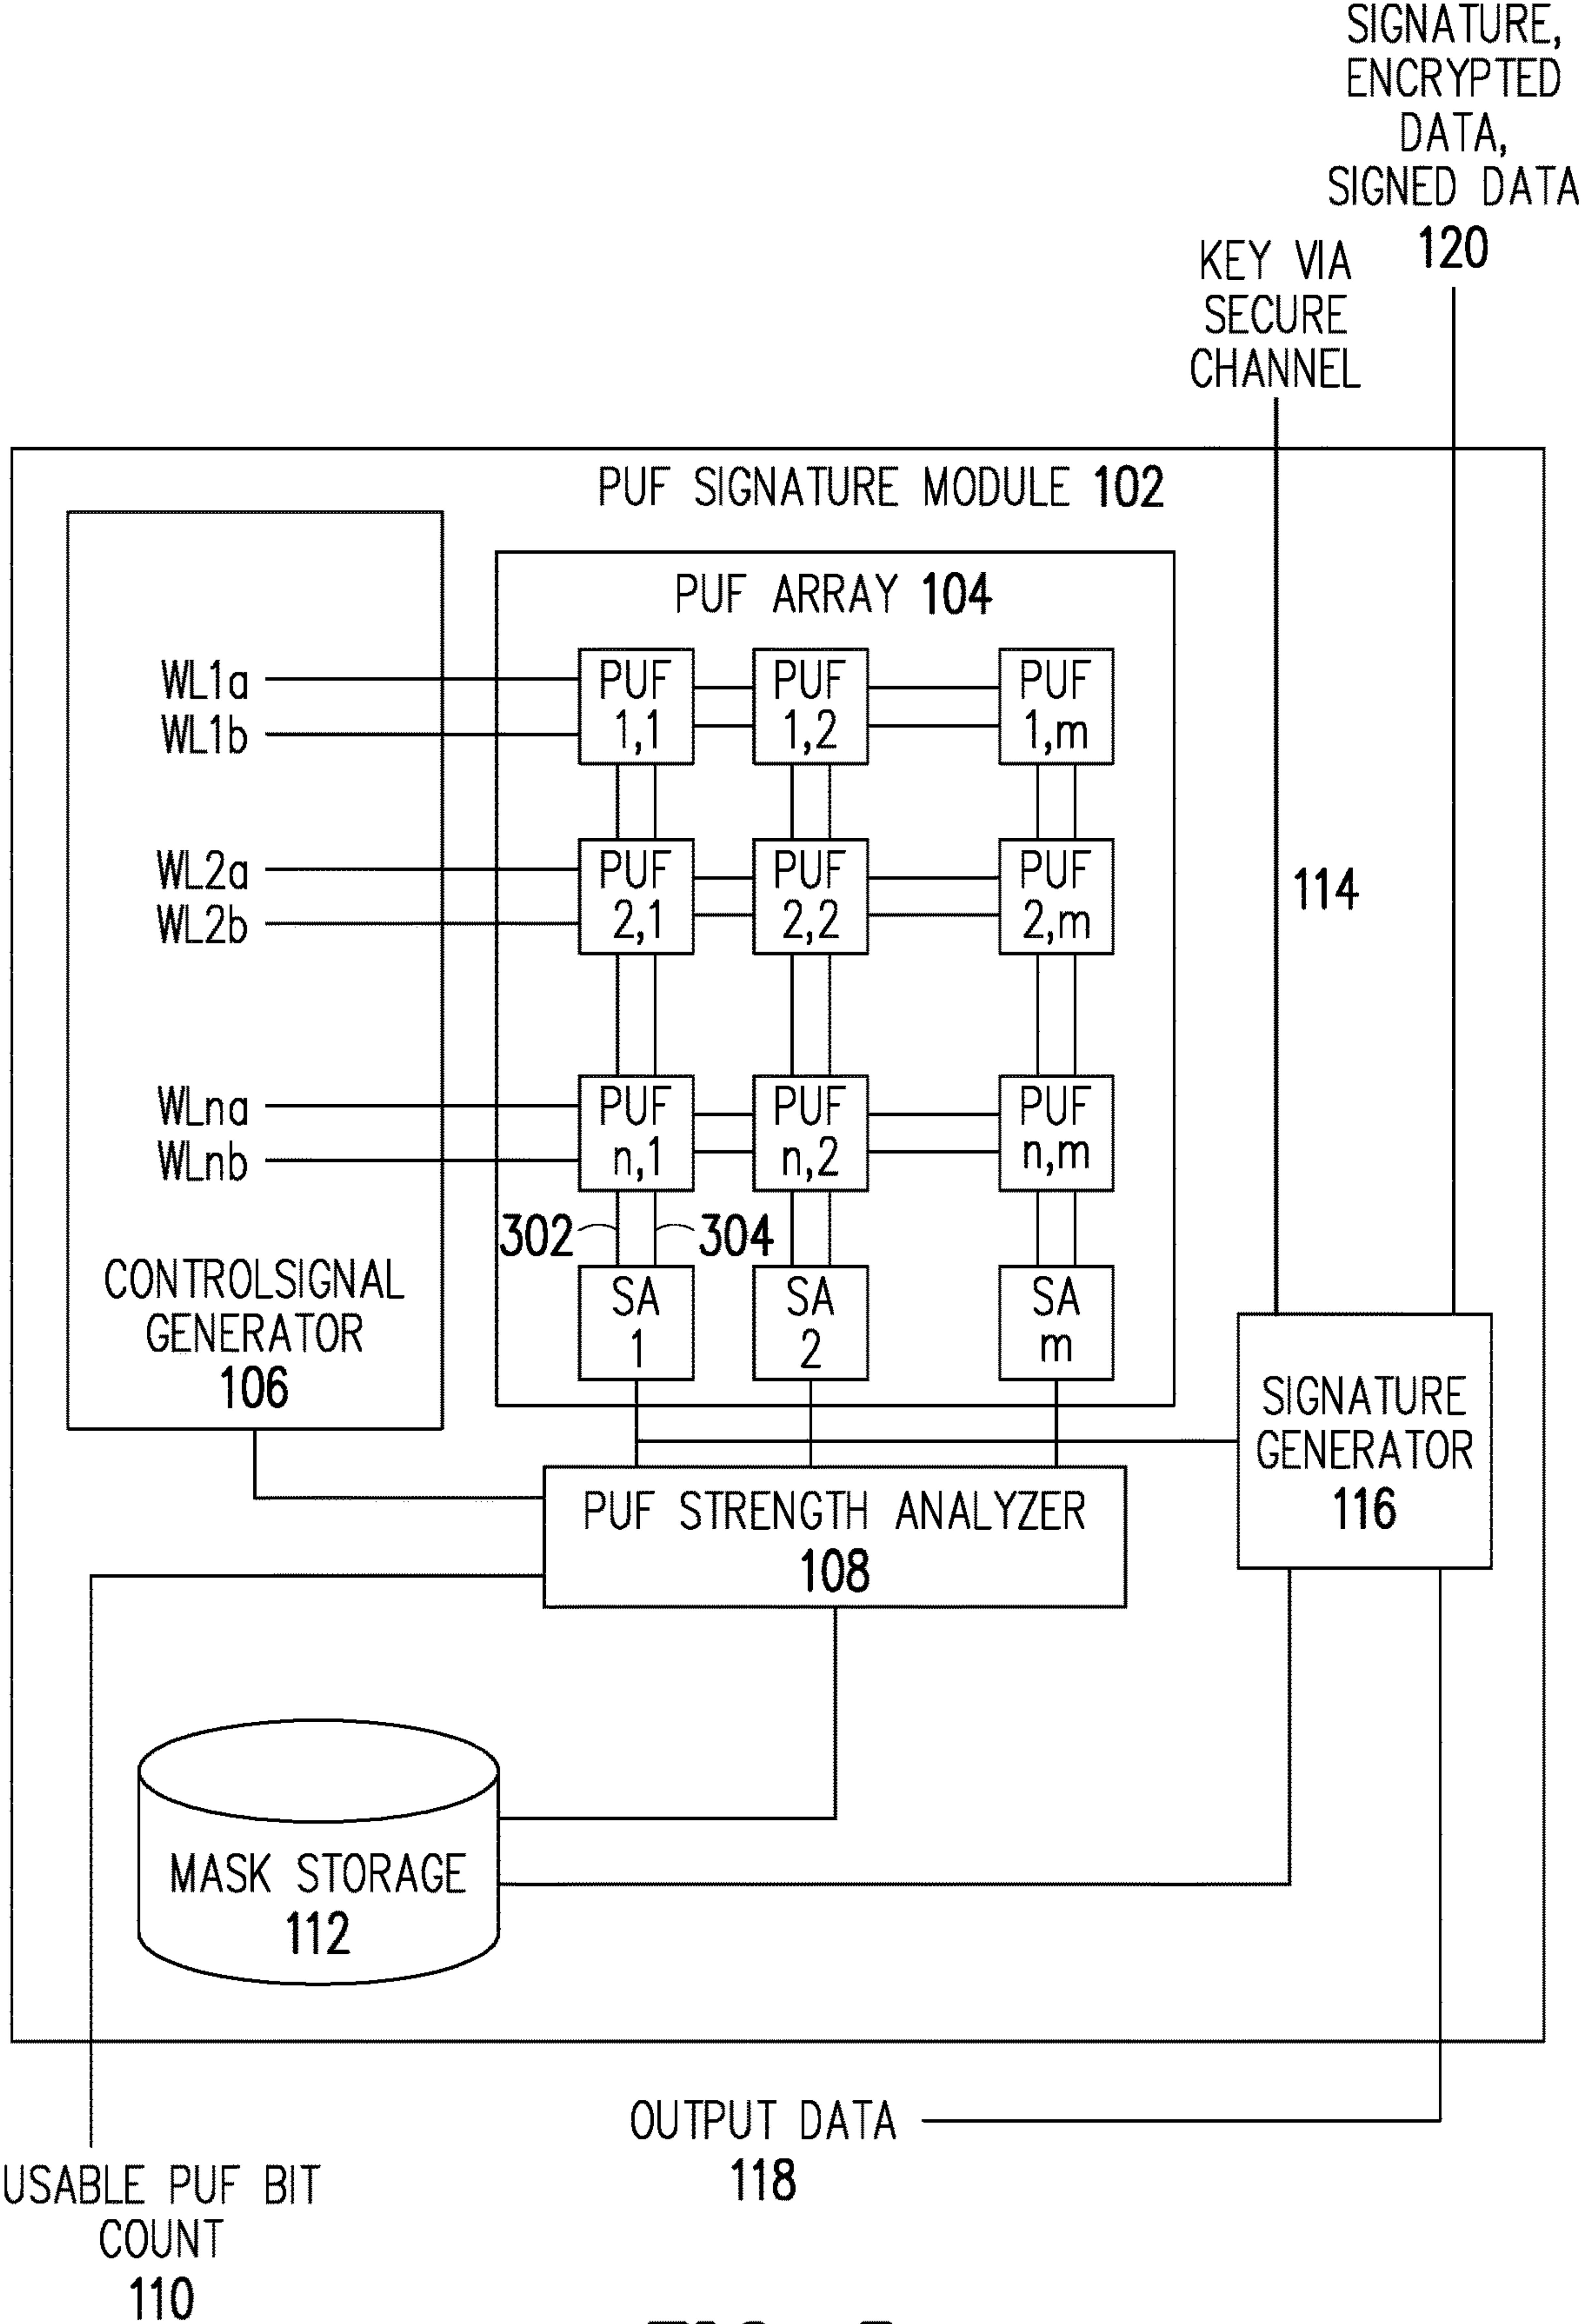 SIGNATURE,
ENCRYPTED
DATA,
SIGNED DATA
120
KEY VIA
SECURE
CHANNEL
PUF SIGNATURE MODULE 102
PUF ARRAY 104
WL1a
WL1b
PUF
1,1
PUF
1,2
PUF
1,m
WL2a
WL2b
PUF
2,1
PUF
2,2
PUF
2,m
114
WLna
WLnb
PUF
n,1
PUF
n,2
PUF
n,m
302
304
CONTROLSIGNAL
GENERATOR
106
SA
1
SA
2
SA
m
SIGNATURE
GENERATOR
116
PUF STRENGTH ANALYZER
108
MASK STORAGE
112
OUTPUT DATA
118
USABLE PUF BIT
COUNT
110